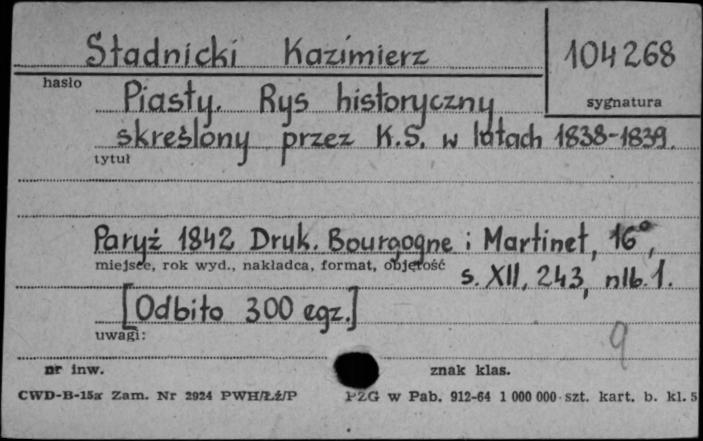 Stadnicki Kazimierz 104268
hasło sygnatura
Piasty. Rys historyczny
skreślony przez K.S. w latach 1838-1839.
tytuł
Paryż 1842 Druk. Bourgogne i Martinet, 16°,
miejsce, rok wyd., nakładca, format, objętość
s. XII, 243, nlb. 1.
[Odbito 300 egz.]
uwagi: 9
nr inw. znak klas.
CWD-B-15a Zam. Nr 2924 PWH/Łź/P PZG w Pab. 912-64 1 000 000 szt. kart. b. kl. 5